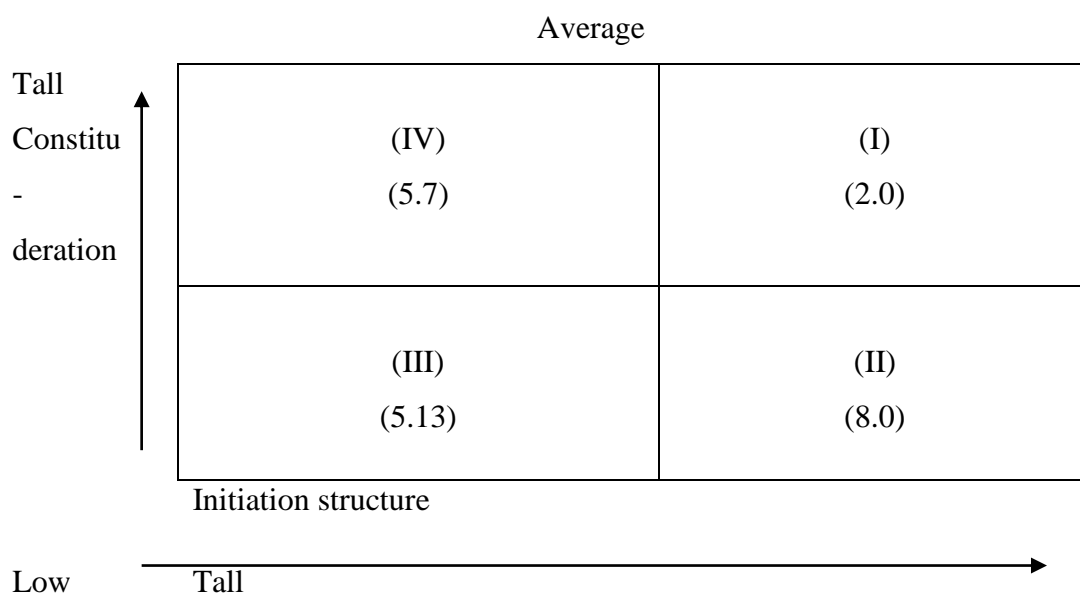 Average
Tall
Constitu
-
deration
(IV)
(5.7)
(I)
(2.0)
(III)
(5.13)
(II)
(8.0)
Initiation structure
Low
Tall